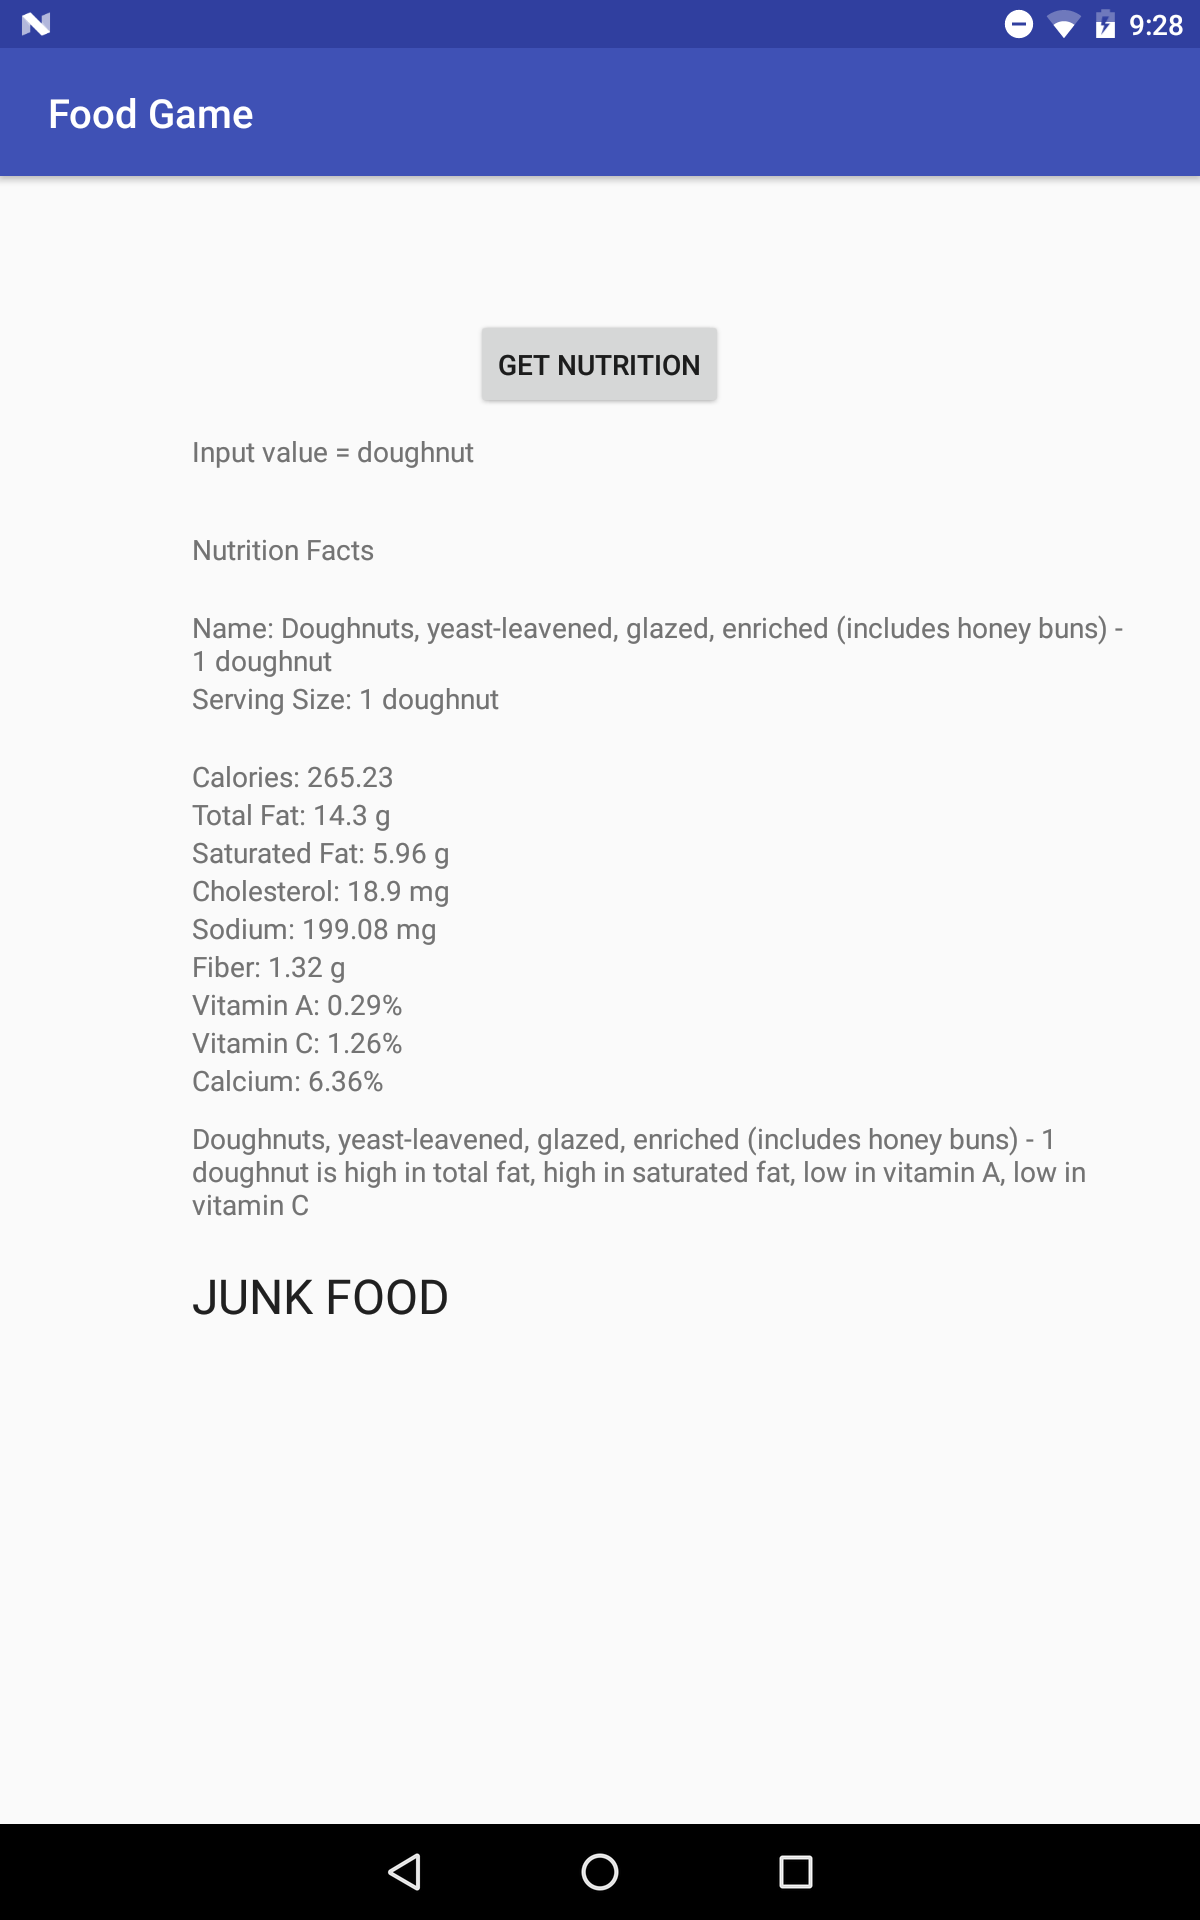 9:28
Food Game
GET NUTRITION
Input value = doughnut
Nutrition Facts
Name: Doughnuts, yeast-leavened, glazed, enriched (includes honey buns) -
1 doughnut
Serving Size: 1 doughnut
Calories: 265.23
Total Fat: 14.3 g
Saturated Fat: 5.96 g
Cholesterol: 18.9 mg
Sodium: 199.08 mg
Fiber: 1.32 g
Vitamin A: 0.29%
Vitamin C: 1.26%
Calcium: 6.36%
Doughnuts, yeast-leavened, glazed, enriched (includes honey buns) - 1
doughnut is high in total fat, high in saturated fat, low in vitamin A, low in
vitamin C
JUNK FOOD